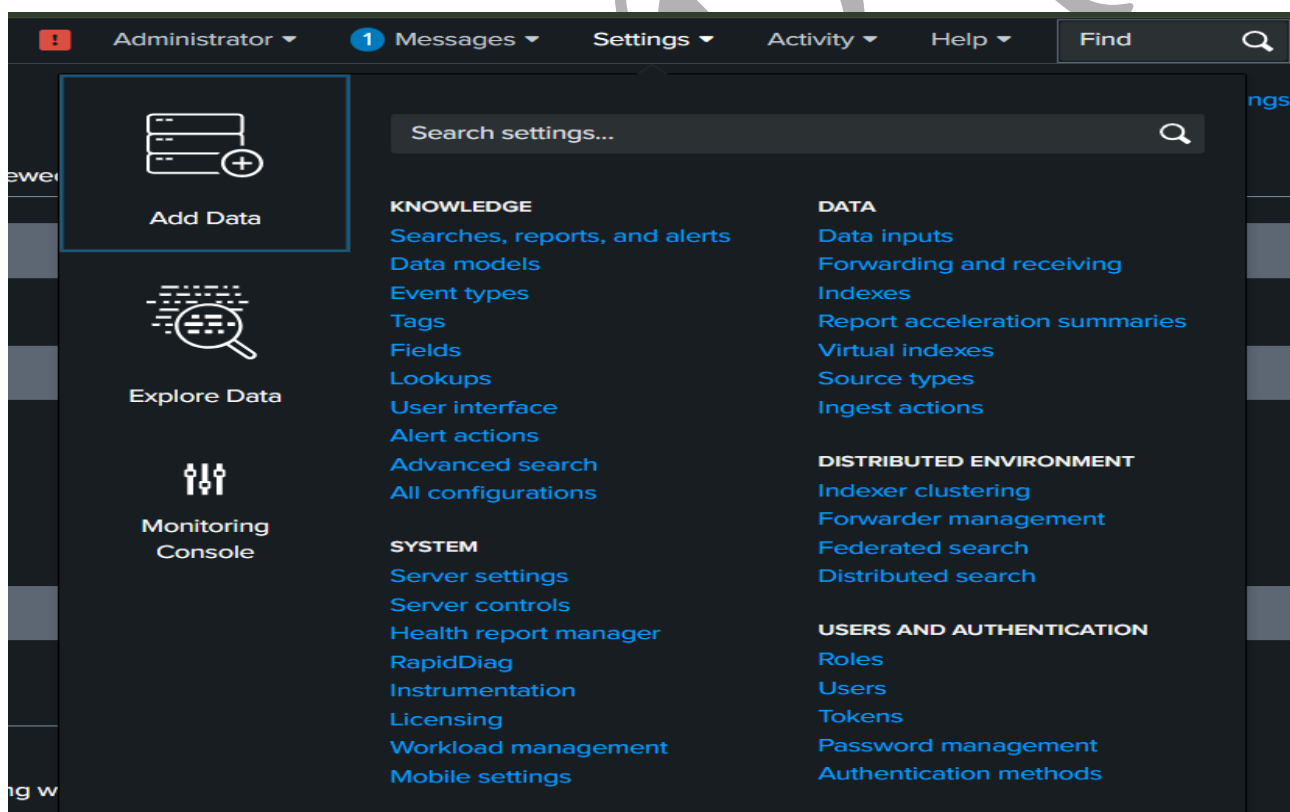 ! Administrator 1 Messages Settings Activity Help Find
ngs
Search settings...
ewe
Add Data
Explore Data
Monitoring
Console
KNOWLEDGE
Searches, reports, and alerts
Data models
Event types
Tags
Fields
Lookups
User interface
Alert actions
Advanced search
All configurations
SYSTEM
Server settings
Server controls
Health report manager
RapidDiag
Instrumentation
Licensing
Workload management
Mobile settings
DATA
Data inputs
Forwarding and receiving
Indexes
Report acceleration summaries
Virtual indexes
Source types
Ingest actions
DISTRIBUTED ENVIRONMENT
Indexer clustering
Forwarder management
Federated search
Distributed search
USERS AND AUTHENTICATION
Roles
Users
Tokens
Password management
Authentication methods
ng w